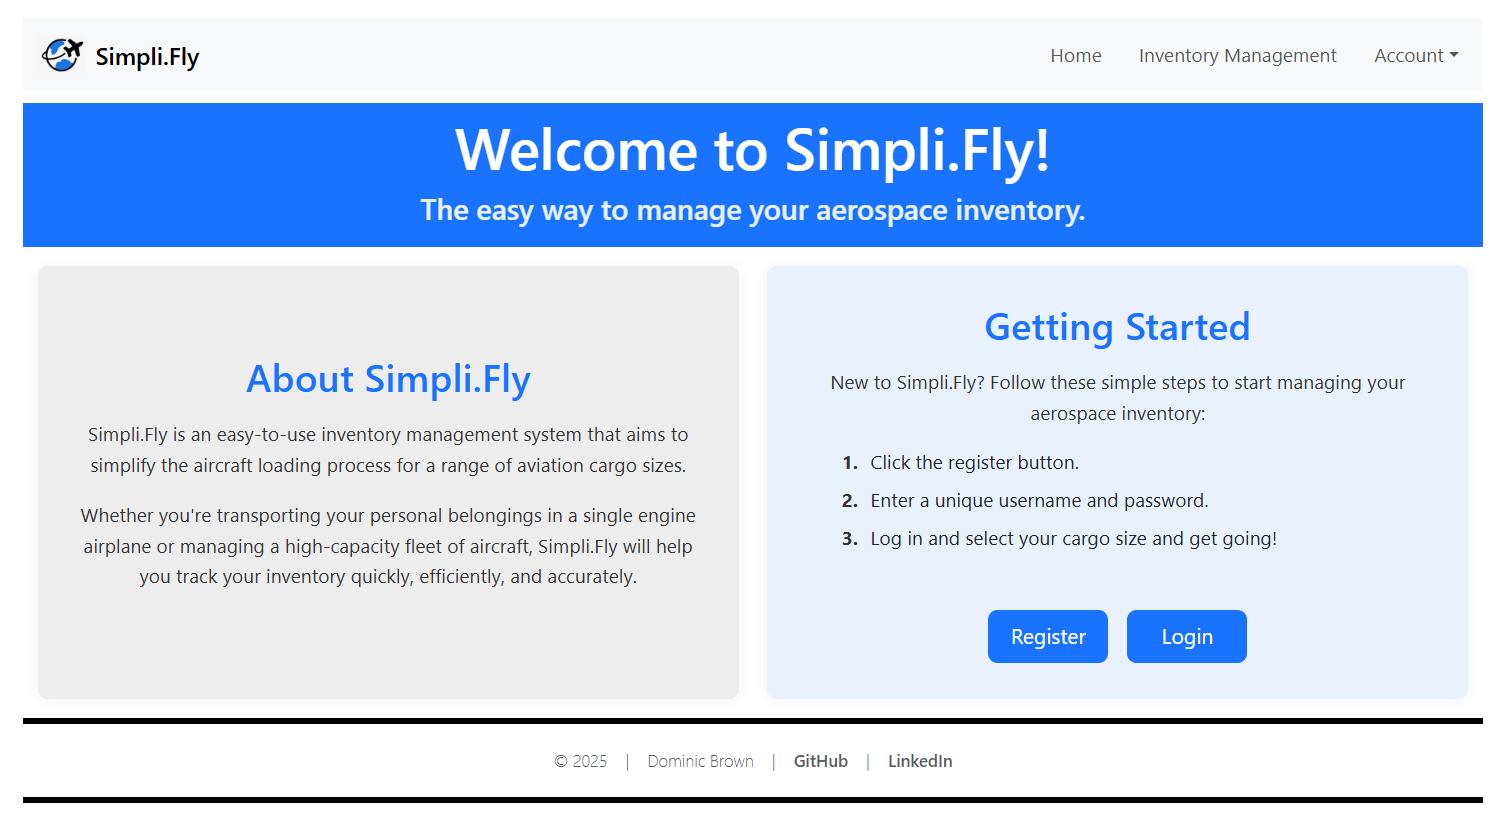 Simpli.Fly
Home
Inventory Management
Account
Welcome to Simpli.Fly!
The easy way to manage your aerospace inventory.
About Simpli.Fly
Simpli.Fly is an easy-to-use inventory management system that aims to
simplify the aircraft loading process for a range of aviation cargo sizes.
Whether you're transporting your personal belongings in a single engine
airplane or managing a high-capacity fleet of aircraft, Simpli.Fly will help
you track your inventory quickly, efficiently, and accurately.
Getting Started
New to Simpli.Fly? Follow these simple steps to start managing your
aerospace inventory:
1. Click the register button.
2. Enter a unique username and password.
3. Log in and select your cargo size and get going!
Register
Login
© 2025 | Dominic Brown | GitHub | LinkedIn